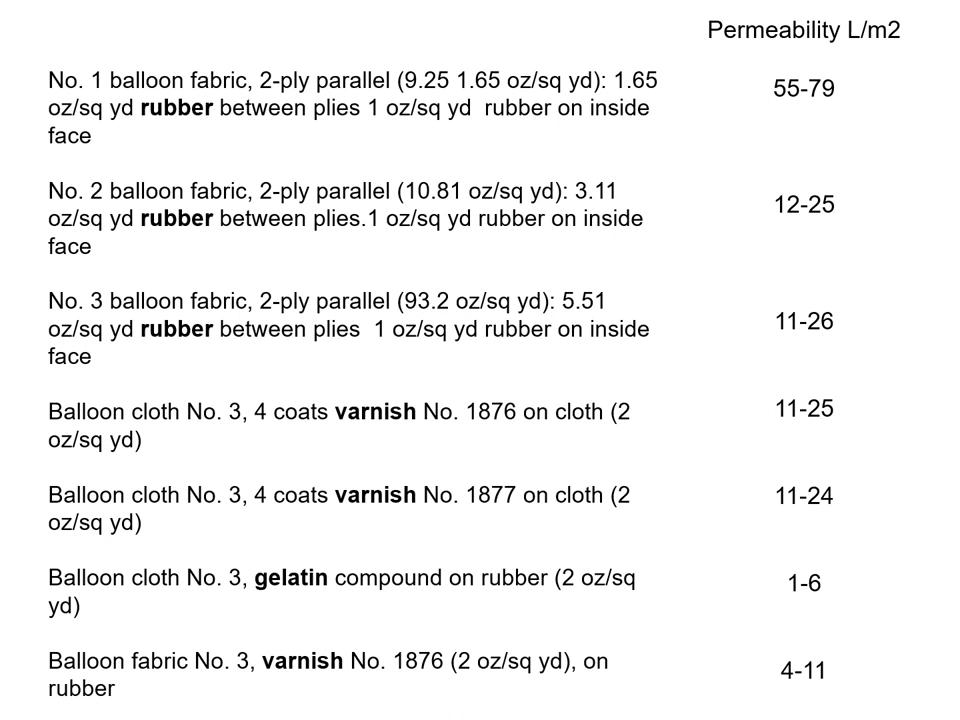 Permeability L/m2
No. 1 balloon fabric, 2-ply parallel (9.25 1.65 oz/sq yd): 1.65
oz/sq yd rubber between plies 1 oz/sq yd  rubber on inside
face
55-79
No. 2 balloon fabric, 2-ply parallel (10.81 oz/sq yd): 3.11
oz/sq yd rubber between plies.1 oz/sq yd rubber on inside
face
12-25
No. 3 balloon fabric, 2-ply parallel (93.2 oz/sq yd): 5.51
oz/sq yd rubber between plies  1 oz/sq yd rubber on inside
face
11-26
Balloon cloth No. 3, 4 coats varnish No. 1876 on cloth (2
oz/sq yd)
11-25
Balloon cloth No. 3, 4 coats varnish No. 1877 on cloth (2
oz/sq yd)
11-24
Balloon cloth No. 3, gelatin compound on rubber (2 oz/sq
yd)
1-6
Balloon fabric No. 3, varnish No. 1876 (2 oz/sq yd), on
rubber
4-11